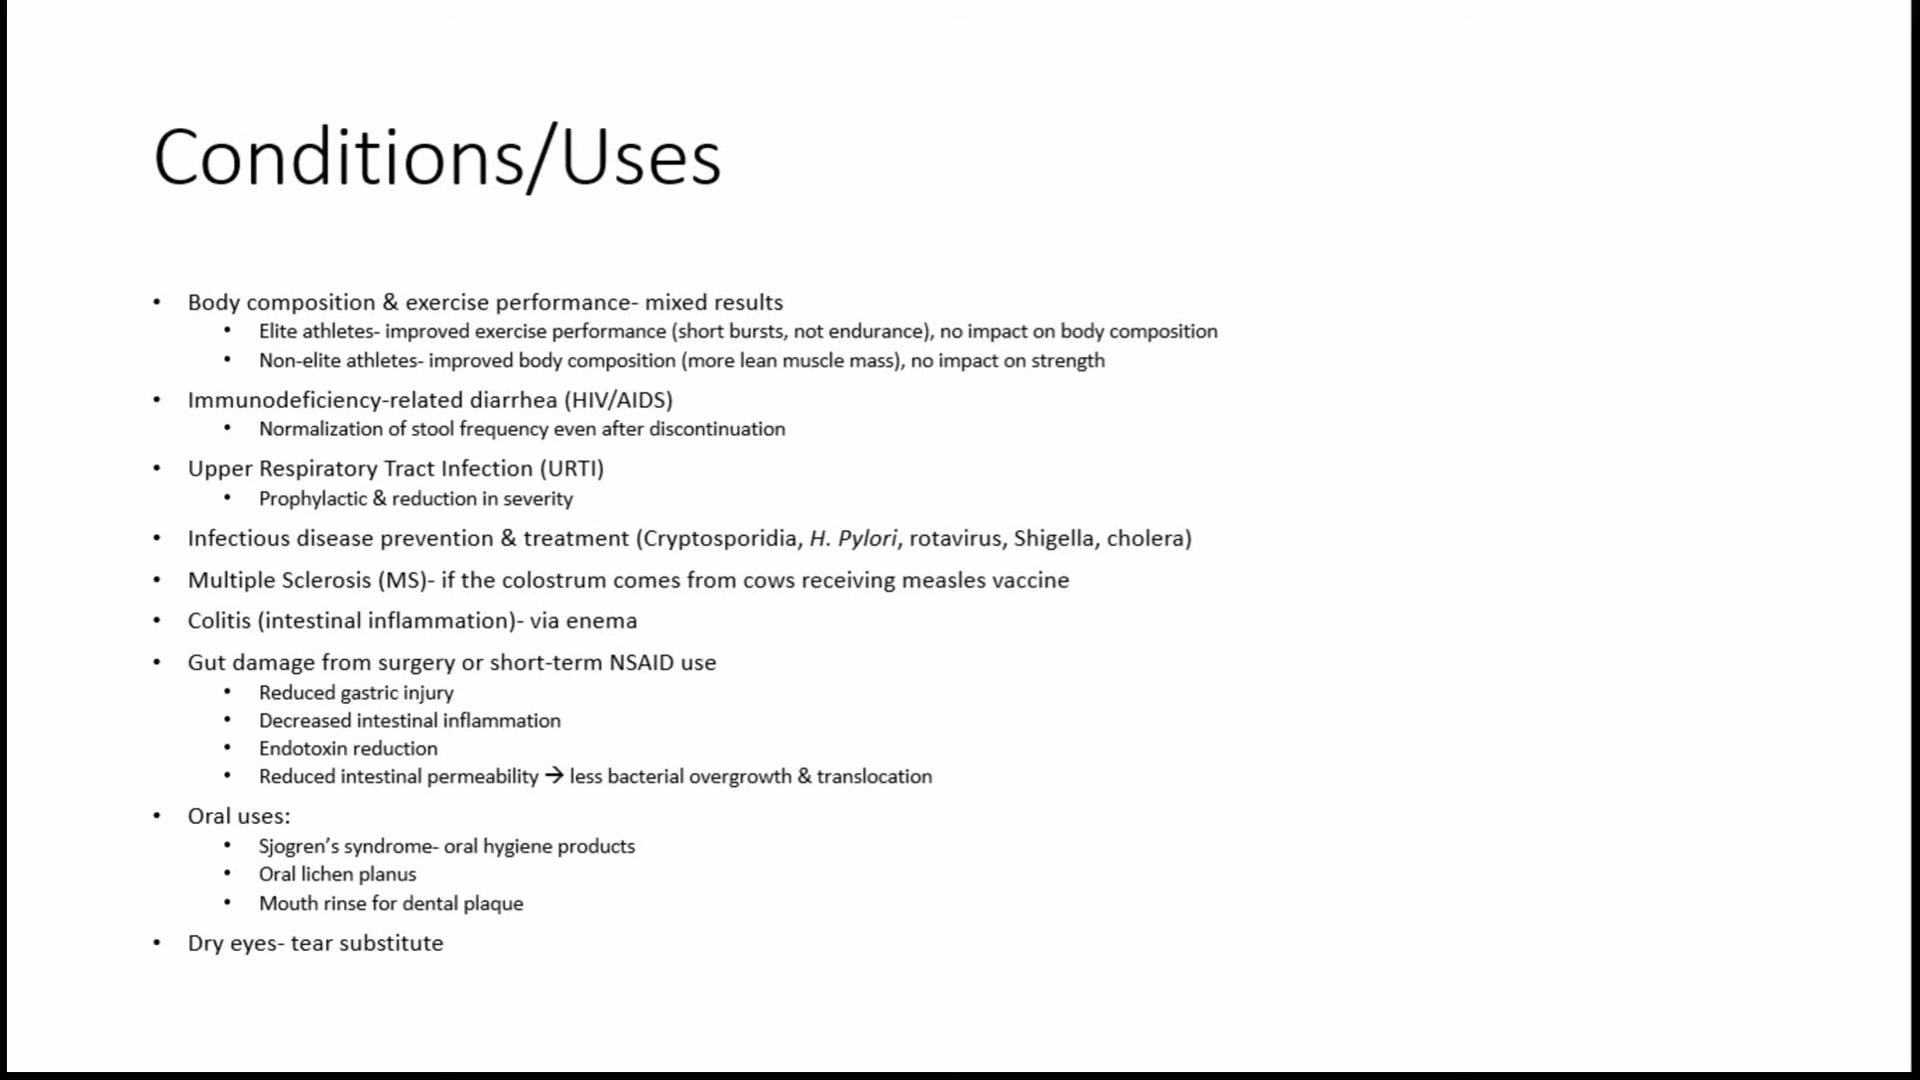 Conditions/Uses
• Body composition & exercise performance- mixed results
• Elite athletes- improved exercise performance (short bursts, not endurance), no impact on body composition
• Non-elite athletes- improved body composition (more lean muscle mass), no impact on strength
• Immunodeficiency-related diarrhea (HIV/AIDS)
• Normalization of stool frequency even after discontinuation
• Upper Respiratory Tract Infection (URTI)
• Prophylactic & reduction in severity
• Infectious disease prevention & treatment (Cryptosporidia, H. Pylori, rotavirus, Shigella, cholera)
• Multiple Sclerosis (MS)- if the colostrum comes from cows receiving measles vaccine
• Colitis (intestinal inflammation)- via enema
• Gut damage from surgery or short-term NSAID use
• Reduced gastric injury
• Decreased intestinal inflammation
• Endotoxin reduction
• Reduced intestinal permeability → less bacterial overgrowth & translocation
• Oral uses:
• Sjogren’s syndrome- oral hygiene products
• Oral lichen planus
• Mouth rinse for dental plaque
• Dry eyes- tear substitute